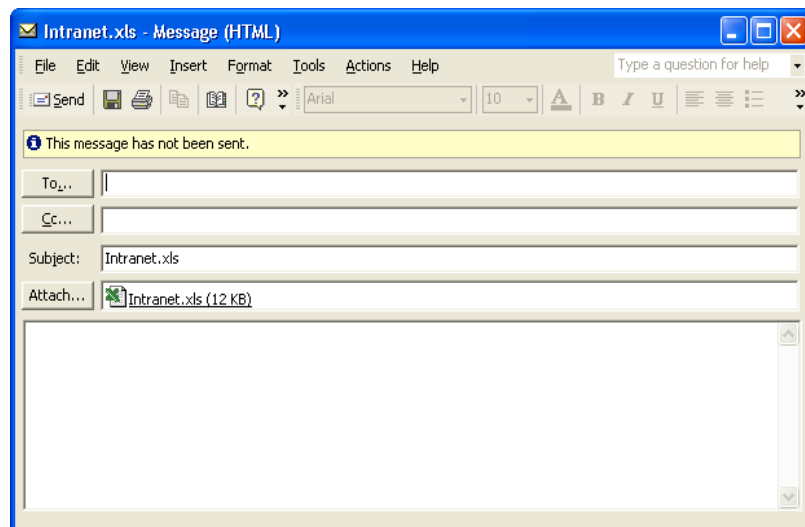 Intranet.xls - Message (HTML)
File Edit View Insert Format Tools Actions Help Type a question for help
Send Arial 10 A B I U
This message has not been sent.
To...
Cc...
Subject: Intranet.xls
Attach... Intranet.xls (12 KB)